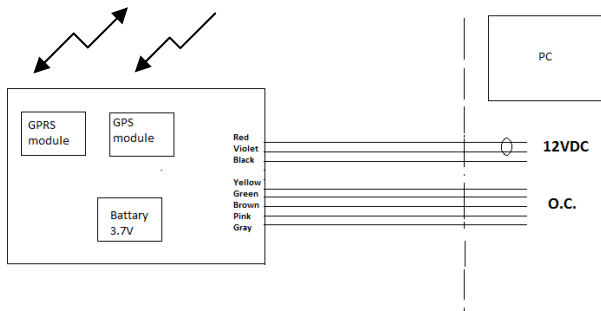 PC
GPRS
module
GPS
module
Red
Violet
Black
12VDC
Yellow
Green
Brown
Pink
Gray
O.C.
Battary
3.7V